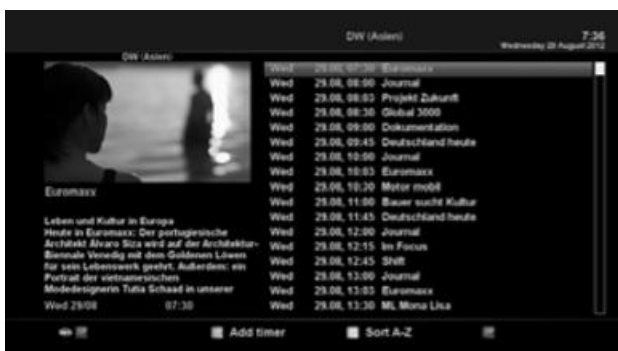 DW (Asien)
7:36
Wednesday 29 August 2012
DW (Asien)
Wed 29.08, 07:30 Euromaxx
Wed 29.08, 08:00 Journal
Wed 29.08, 08:03 Projekt Zukunft
Wed 29.08, 08:30 Global 3000
Wed 29.08, 09:00 Dokumentation
Wed 29.08, 09:45 Deutschland heute
Wed 29.08, 10:00 Journal
Wed 29.08, 10:03 Euromaxx
Wed 29.08, 10:30 Motor mobil
Wed 29.08, 11:00 Bauer sucht Kultur
Wed 29.08, 11:45 Deutschland heute
Wed 29.08, 12:00 Journal
Wed 29.08, 12:15 Im Focus
Wed 29.08, 12:45 Shift
Wed 29.08, 13:00 Journal
Wed 29.08, 13:03 Euromaxx
Wed 29.08, 13:30 ML Mona Lisa
Euromaxx
Leben und Kultur in Europa
Heute in Euromaxx: Der portugiesische
Architekt Álvaro Siza wird auf der Architektur-
Biennale Venedig mit dem Goldenen Löwen
für sein Lebenswerk geehrt. Außerdem: ein
Portrait der vietnamesischen
Modedesignerin Tutia Schaad in unserer
Wed 29/08 07:30
Add timer
Sort A-Z